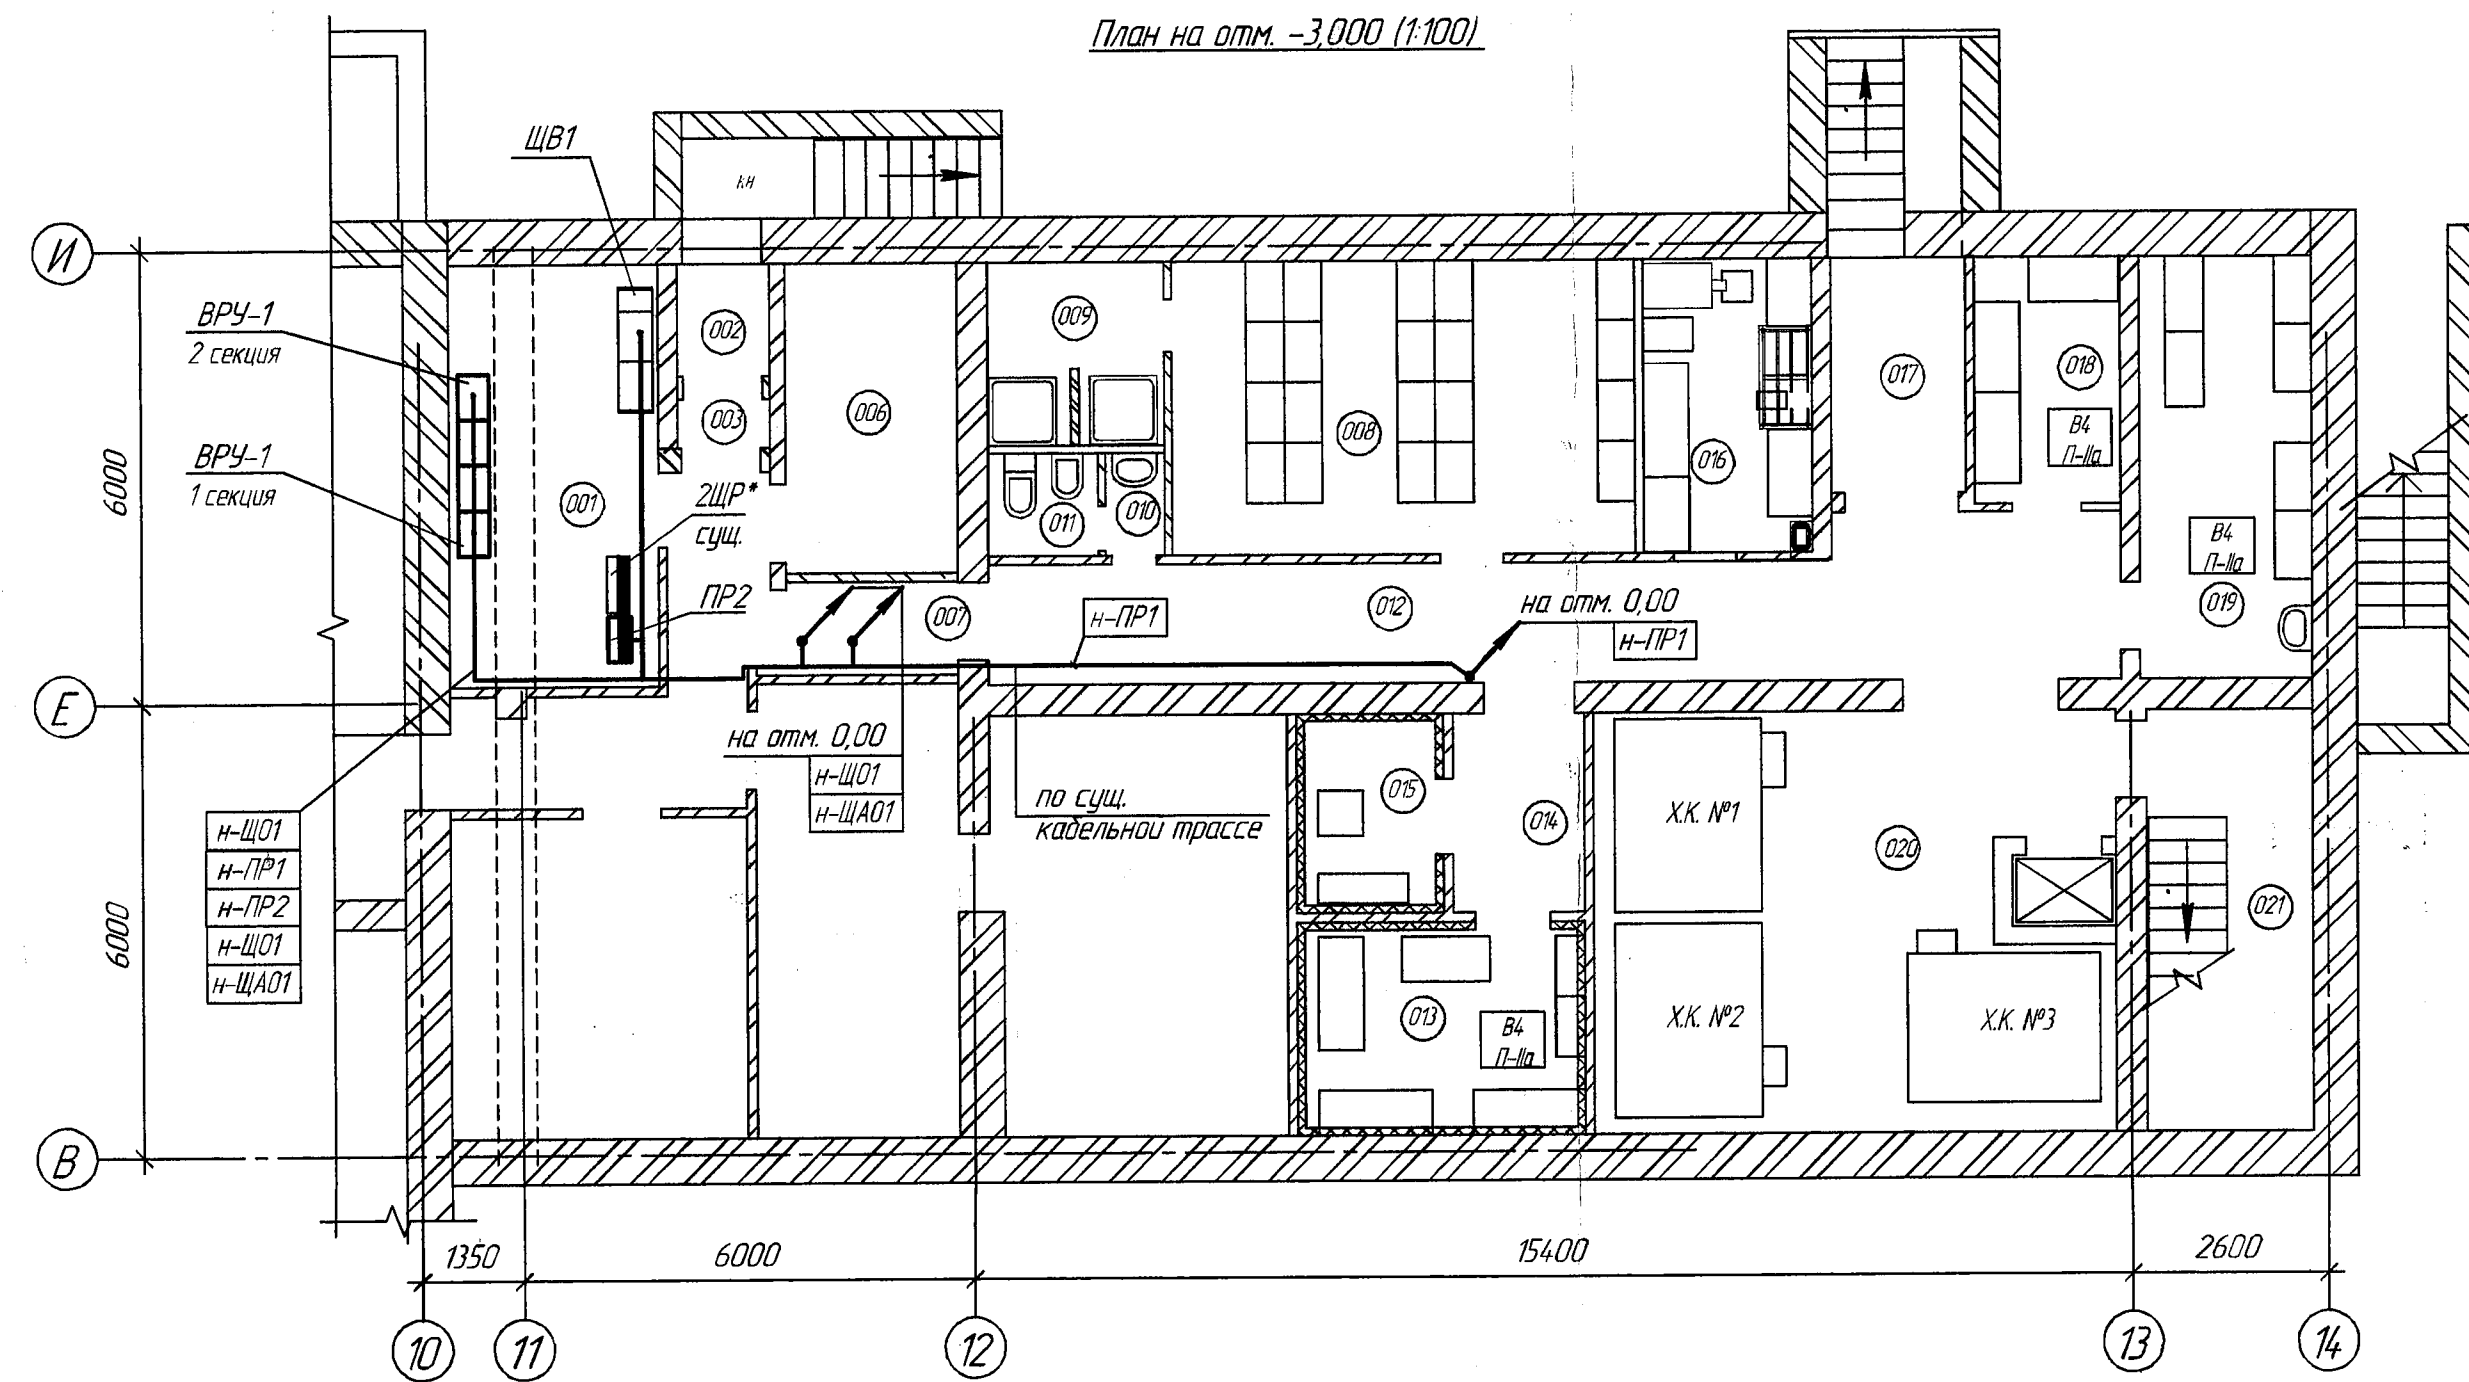 План на отм. -3,000 (1:100)
ЩВ1
кн
И
ВРУ-1
2 секция
ВРУ-1
1 секция
6000
001
002
003
006
2ЩР*
сущ.
ПР2
009
011
010
008
016
017
018
В4
П-IIа
В4
П-IIа
019
007
н-ПР1
012
на отм. 0,00
н-ПР1
Е
на отм. 0,00
н-Щ01
н-ЩА01
по сущ.
кабельной трассе
015
014
Х.К. №1
020
021
н-Щ01
н-ПР1
н-ПР2
н-Щ01
н-ЩА01
6000
013
В4
П-IIа
Х.К. №2
Х.К. №3
В
1350
6000
15400
2600
10
11
12
13
14